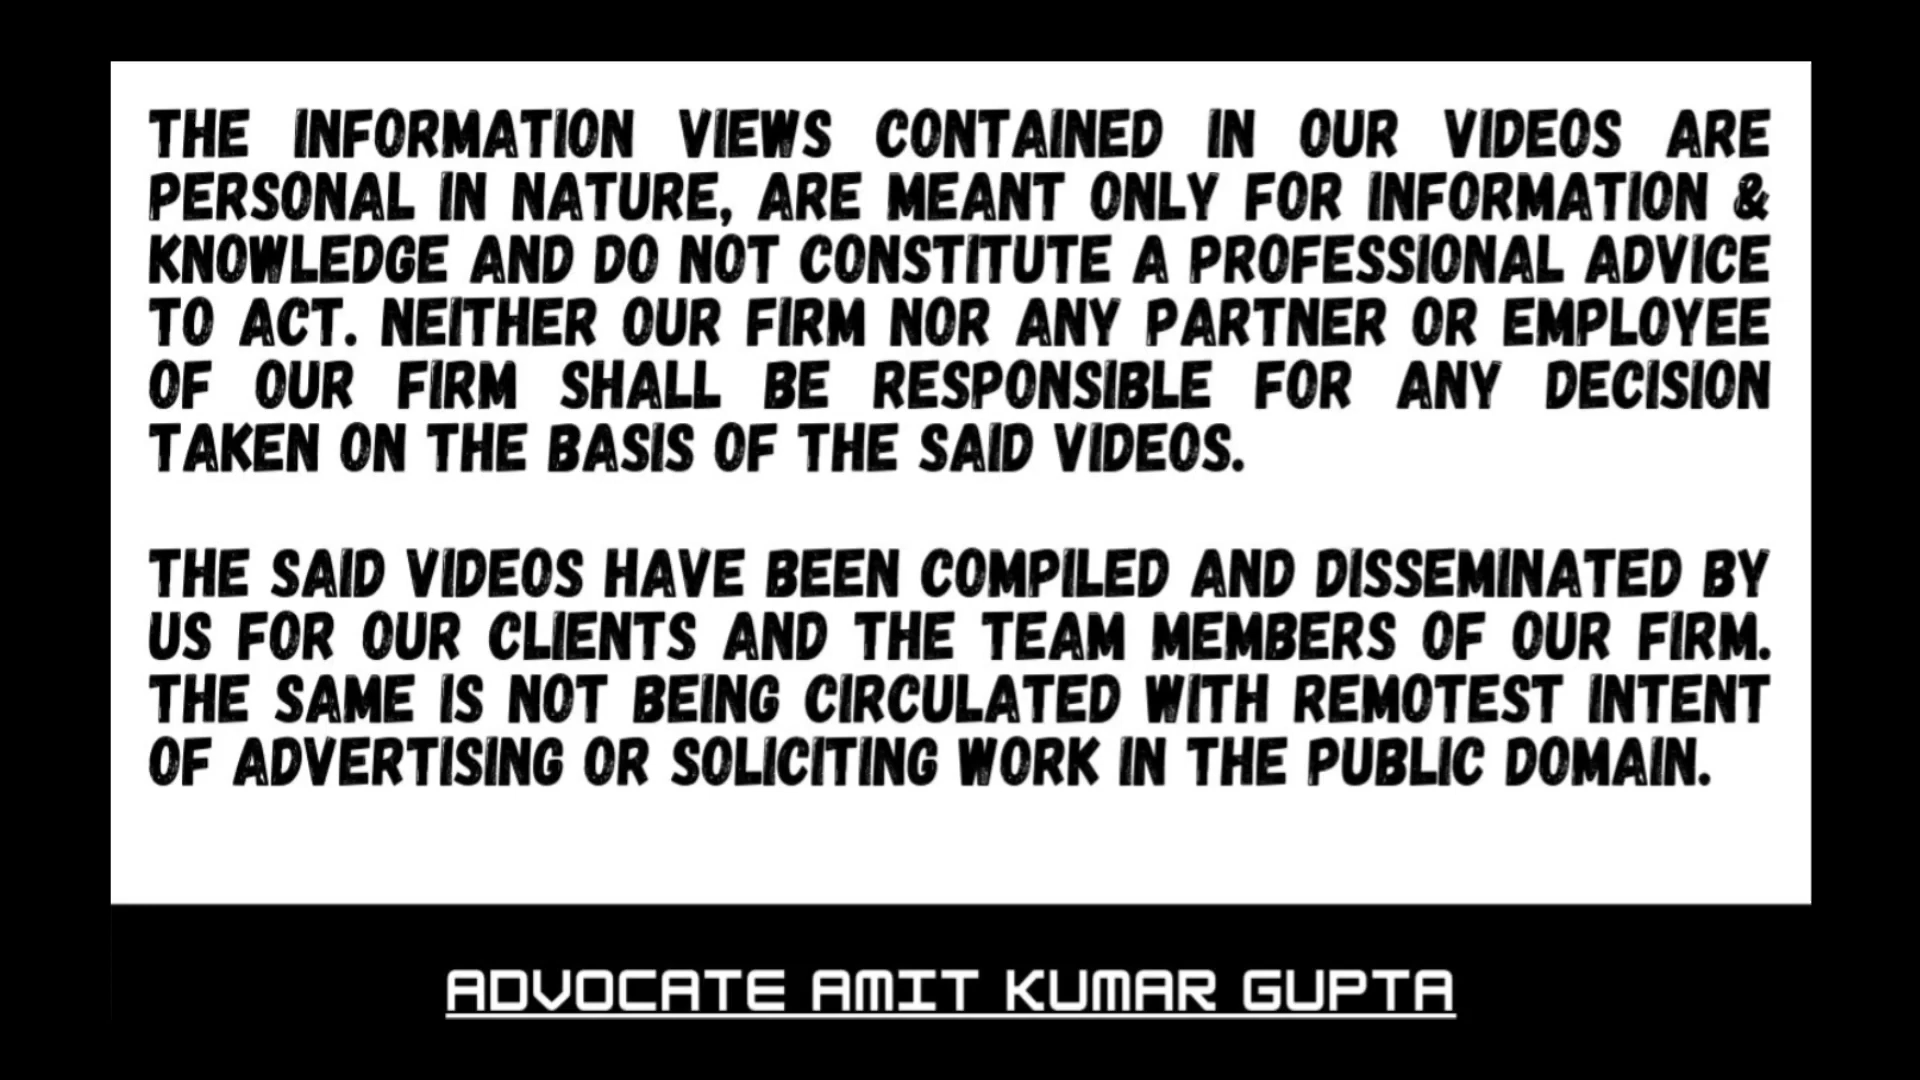 THE INFORMATION VIEWS CONTAINED IN OUR VIDEOS ARE
PERSONAL IN NATURE, ARE MEANT ONLY FOR INFORMATION &
KNOWLEDGE AND DO NOT CONSTITUTE A PROFESSIONAL ADVICE
TO ACT. NEITHER OUR FIRM NOR ANY PARTNER OR EMPLOYEE
OF OUR FIRM SHALL BE RESPONSIBLE FOR ANY DECISION
TAKEN ON THE BASIS OF THE SAID VIDEOS.
THE SAID VIDEOS HAVE BEEN COMPILED AND DISSEMINATED BY
US FOR OUR CLIENTS AND THE TEAM MEMBERS OF OUR FIRM.
THE SAME IS NOT BEING CIRCULATED WITH REMOTEST INTENT
OF ADVERTISING OR SOLICITING WORK IN THE PUBLIC DOMAIN.
ADVOCATE AMIT KUMAR GUPTA